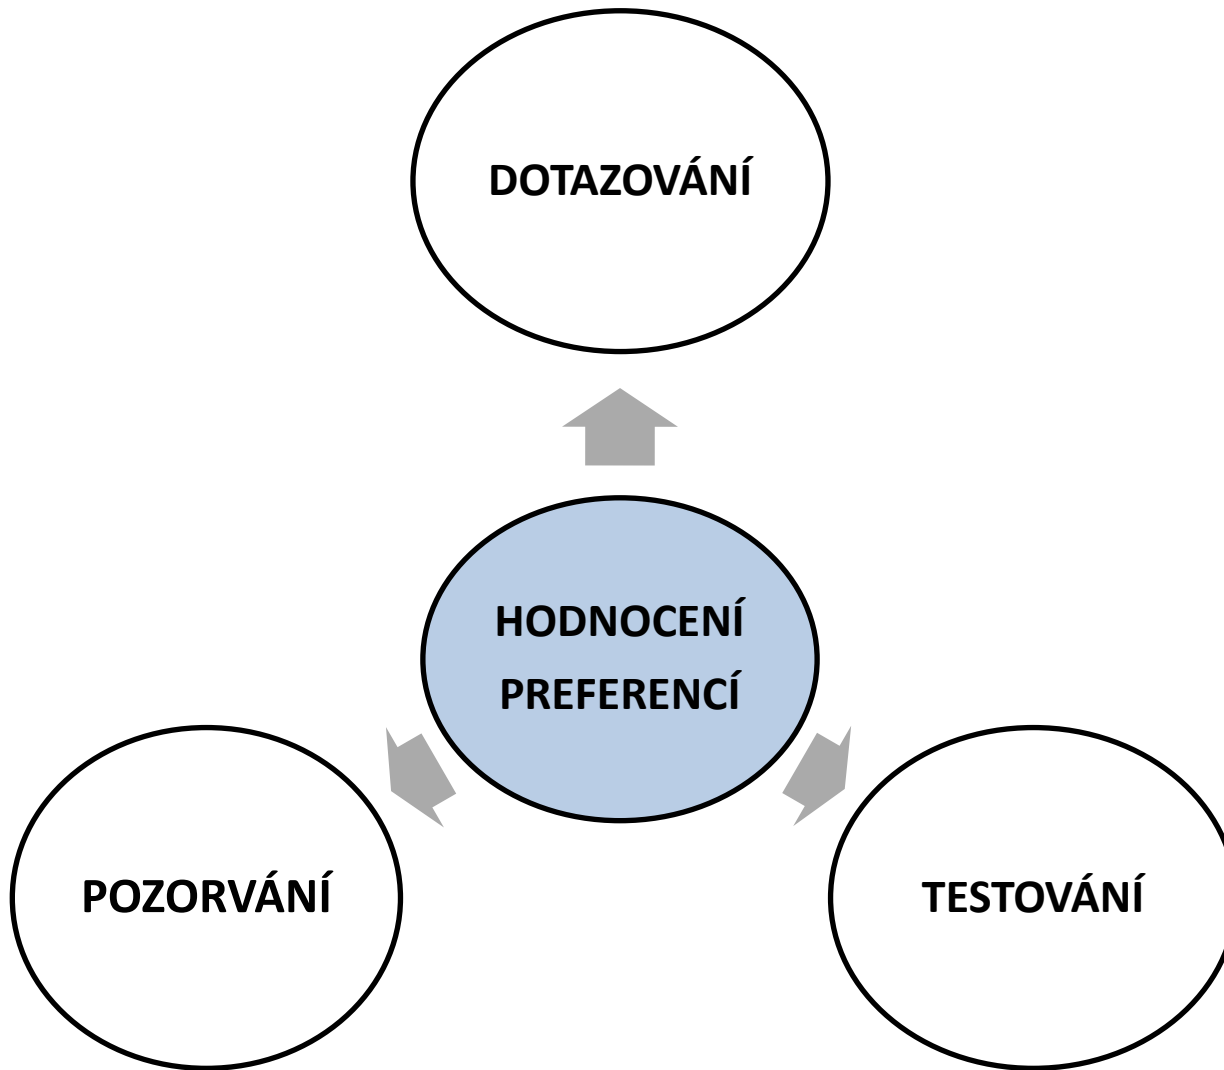 DOTAZOVÁNÍ
HODNOCENÍ
PREFERENCÍ
POZORVÁNÍ
TESTOVÁNÍ